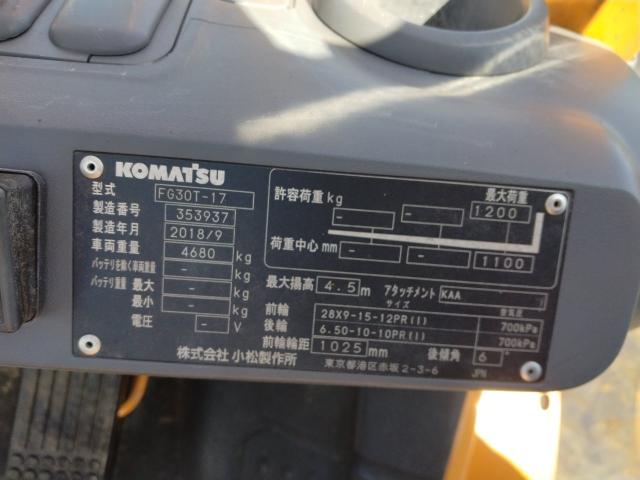 KOMATSU
型式 FG30T-17
製造番号 353937
製造年月 2018/9
車両重量 4680 kg
バッテリを除く車両重量 - kg
バッテリ重量 最大 - kg
最小 - kg
電圧 - V
許容荷重 kg - - 最大荷重 1200
荷重中心 mm - - 1100
最大揚高 4.5 m アタッチメント KAA
サイズ 空気圧
前輪 28X9-15-12PR(I) 700kPa
後輪 6.50-10-10PR(I) 700kPa
前輪輪距 1025 mm 後傾角 6°
株式会社 小松製作所 東京都港区赤坂2-3-6 JPN